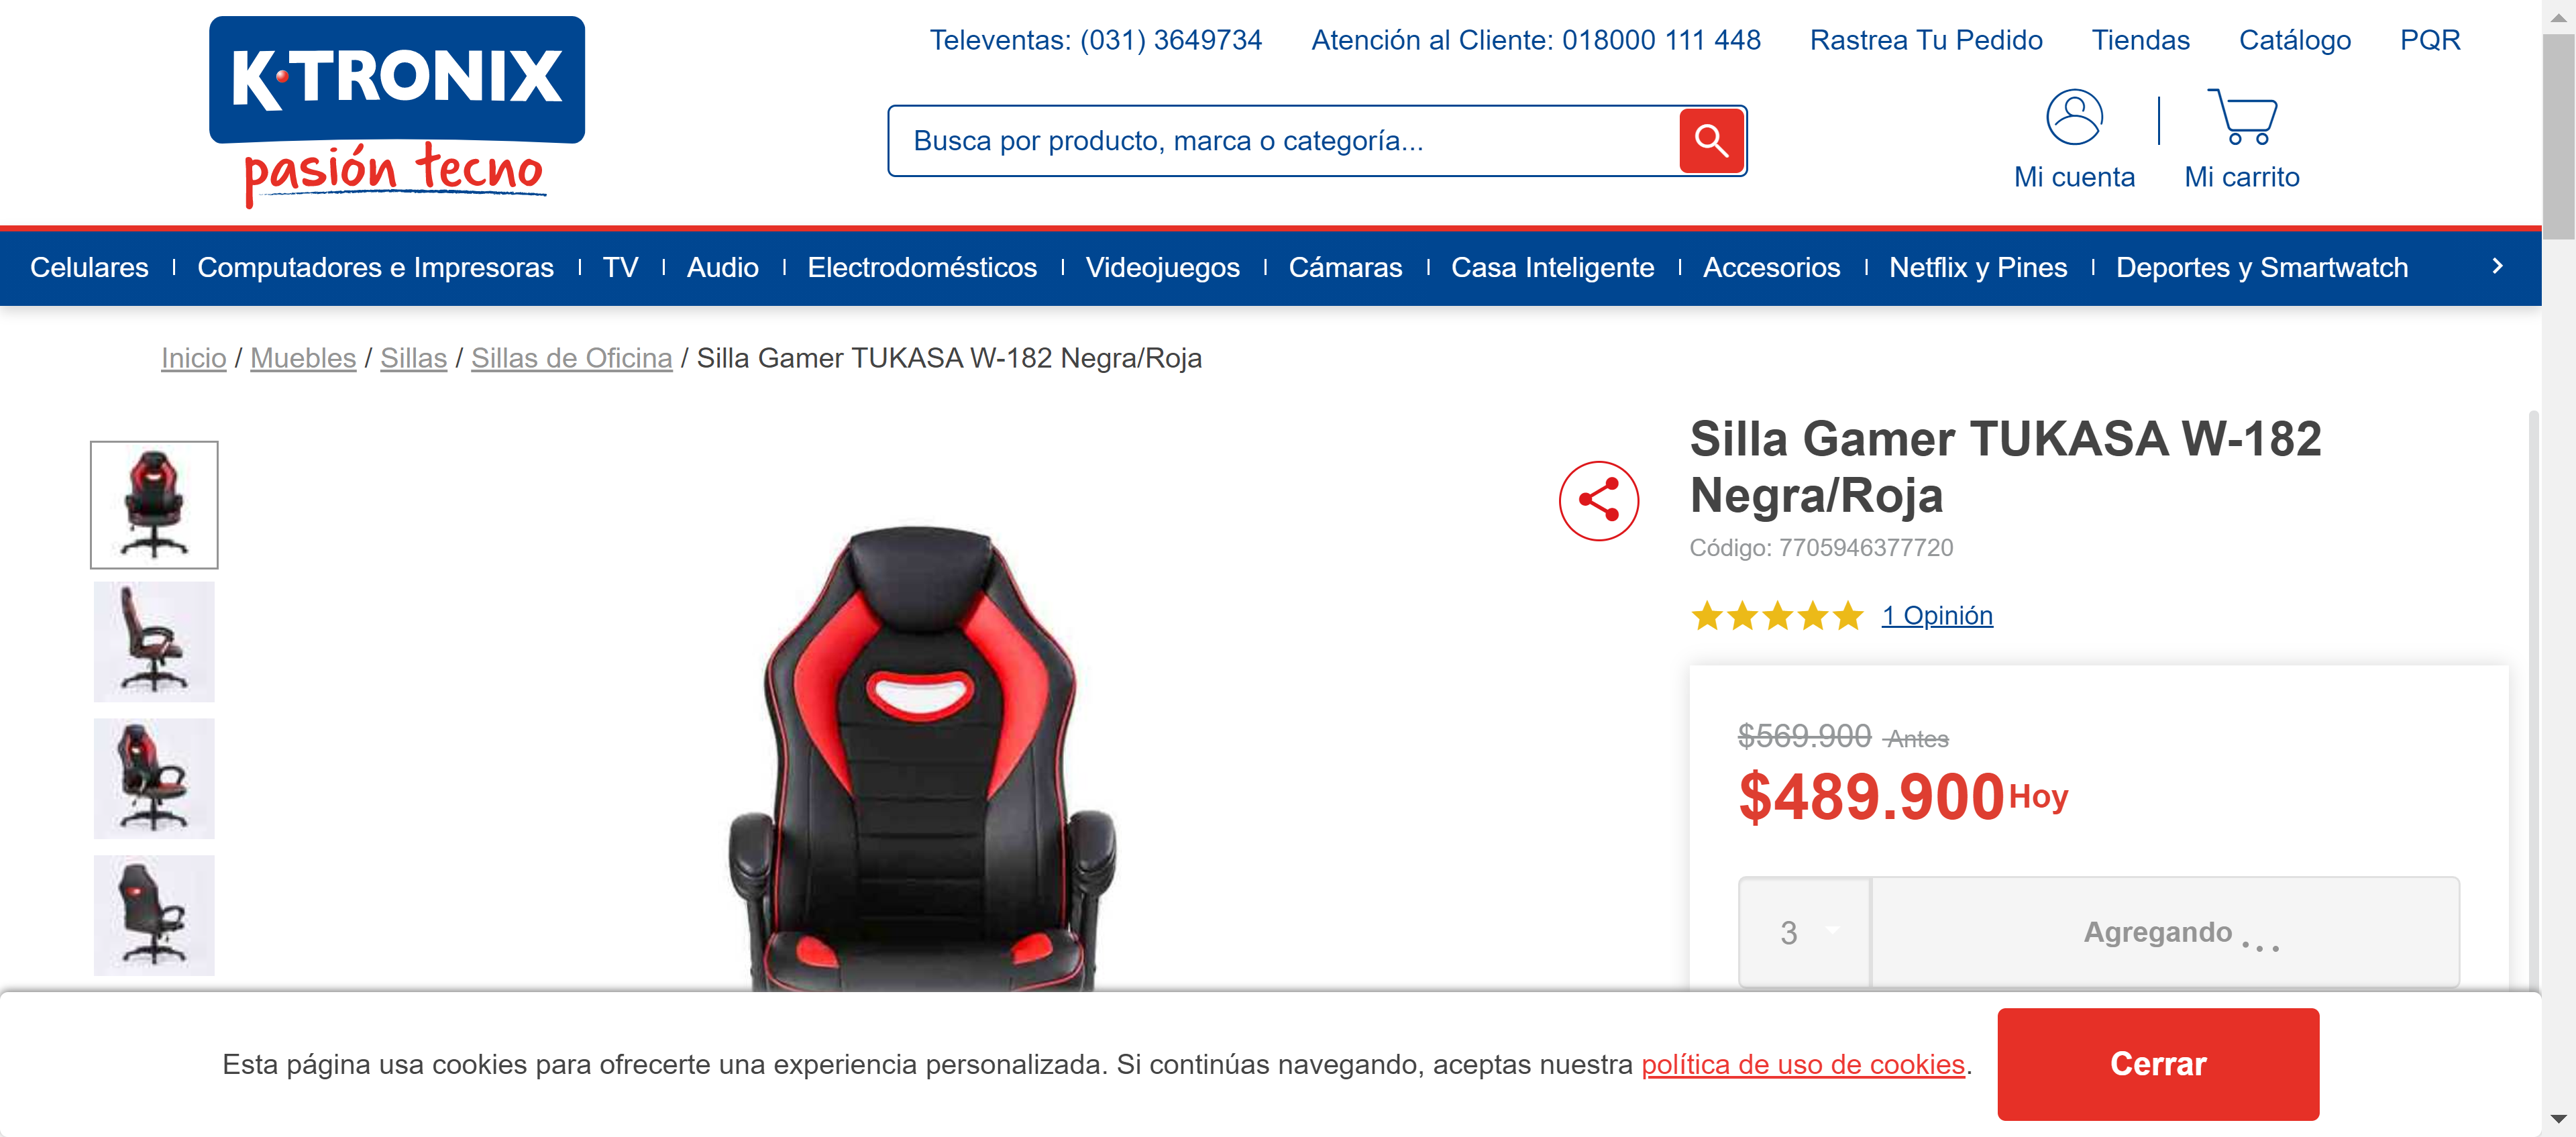 K·TRONIX
pasión tecno
Televentas: (031) 3649734 Atención al Cliente: 018000 111 448 Rastrea Tu Pedido Tiendas Catálogo PQR
Busca por producto, marca o categoría...
Mi cuenta Mi carrito
Celulares Computadores e Impresoras TV Audio Electrodomésticos Videojuegos Cámaras Casa Inteligente Accesorios Netflix y Pines Deportes y Smartwatch
Inicio / Muebles / Sillas / Sillas de Oficina / Silla Gamer TUKASA W-182 Negra/Roja
Silla Gamer TUKASA W-182
Negra/Roja
Código: 7705946377720
1 Opinión
$569.900 Antes
$489.900 Hoy
3 Agregando ...
Esta página usa cookies para ofrecerte una experiencia personalizada. Si continúas navegando, aceptas nuestra política de uso de cookies.
Cerrar